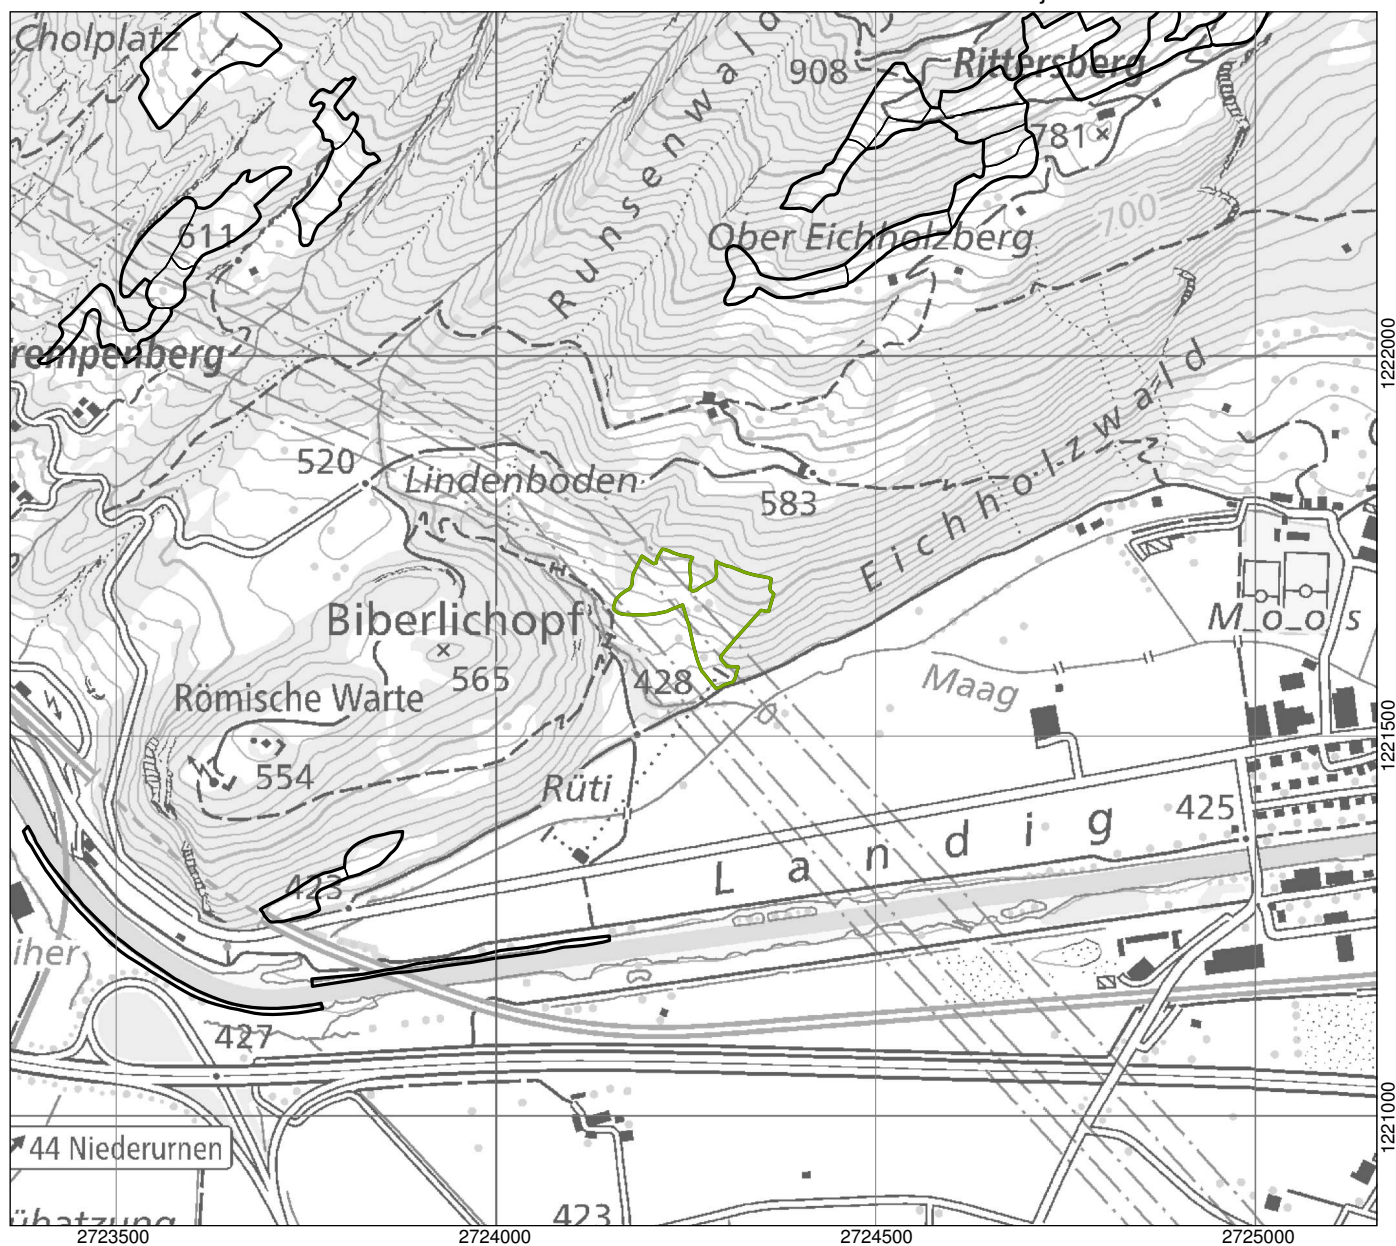 Cholplatz
908
Rittersberg
781
Runsenwald
611
Ober Eichholzberg
700
1222000
rempenberg
520
Lindenboden
583
Eichholzwald
Biberlichopf
565
428
Moos
Maag
Römische Warte
554
1221500
Rüti
425
Landig
423
iher
427
1221000
44 Niederurnen
423
2723500
2724000
2724500
2725000